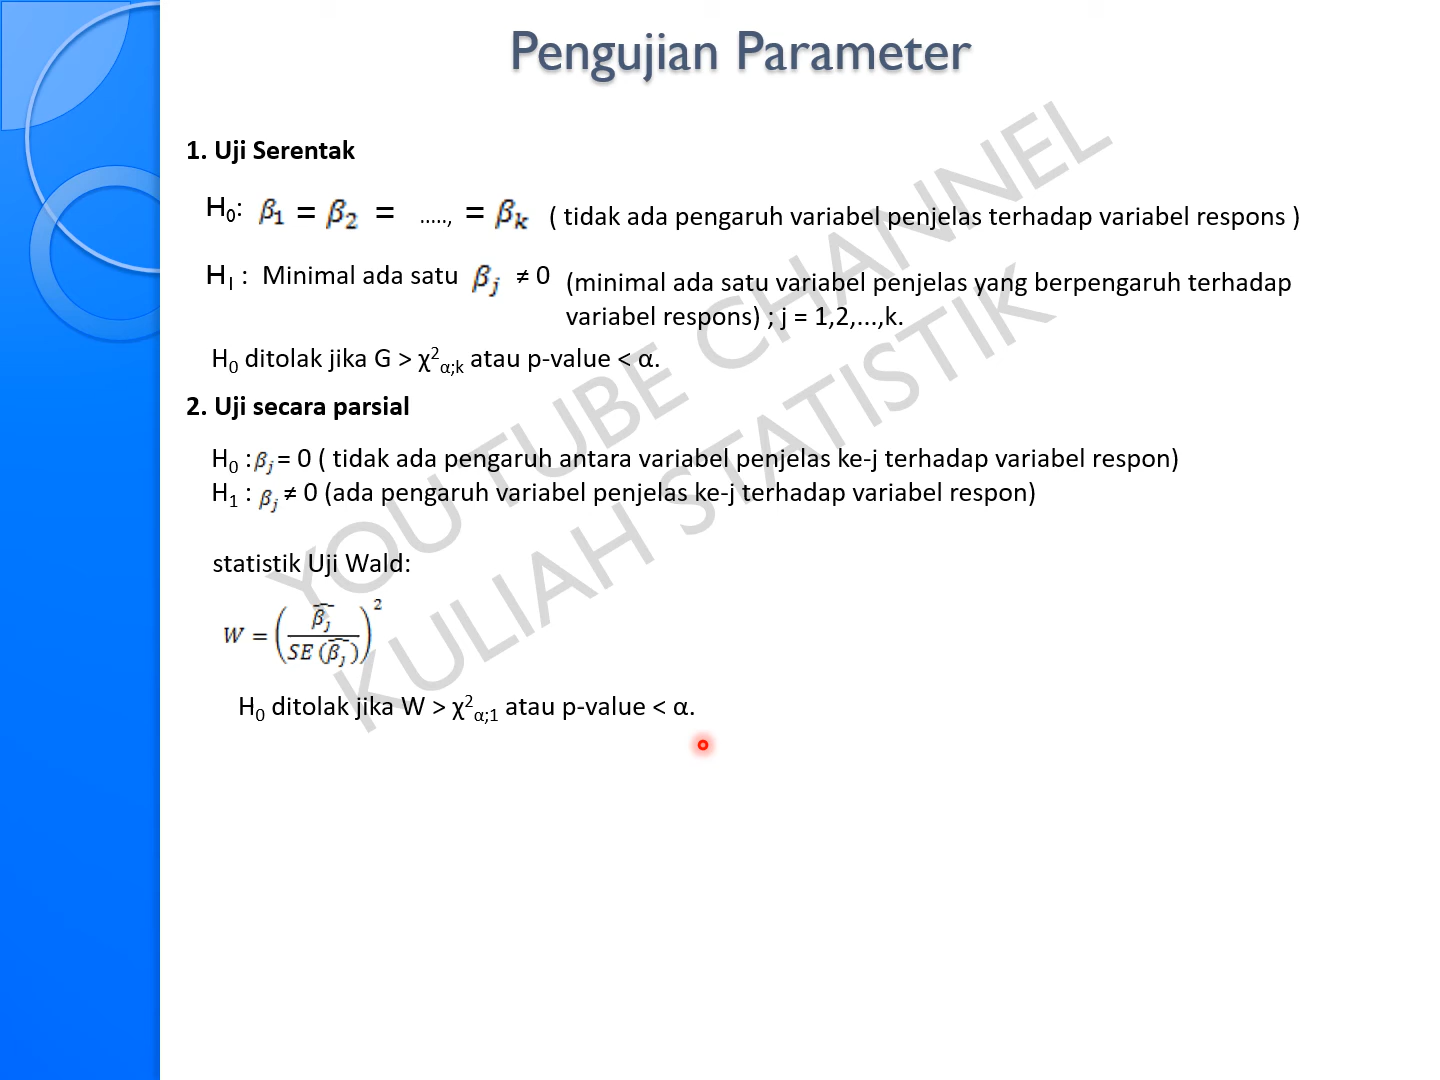 Pengujian Parameter
1. Uji Serentak
H₀: β₁ = β₂ = ....., = βₖ ( tidak ada pengaruh variabel penjelas terhadap variabel respons )
H₁ : Minimal ada satu βⱼ ≠ 0 (minimal ada satu variabel penjelas yang berpengaruh terhadap
variabel respons) ; j = 1,2,...,k.
H₀ ditolak jika G > χ²α;k atau p-value < α.
2. Uji secara parsial
H₀ : βⱼ = 0 ( tidak ada pengaruh antara variabel penjelas ke-j terhadap variabel respon)
H₁ : βⱼ ≠ 0 (ada pengaruh variabel penjelas ke-j terhadap variabel respon)
statistik Uji Wald:
W = (β̂ⱼ / SE (β̂ⱼ))²
H₀ ditolak jika W > χ²α;1 atau p-value < α.
YOU TUBE CHANNEL
KULIAH STATISTIK